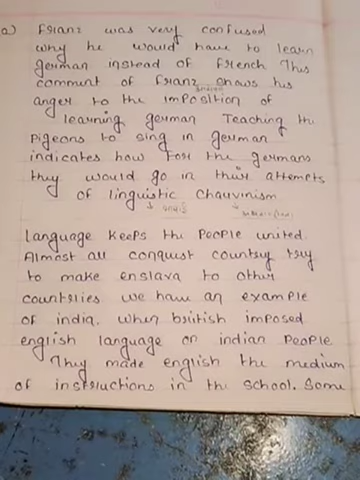 a) Franz was very confused
why he would have to learn
german instead of french This
comment of Franz shows his
anger to the imposition of
learning german Teaching the
pigeons to sing in german
indicates how for the germans
they would go in their attempts
of linguistic chauvinism
language keeps the people united.
Almost all conquest country trey
to make enslava to other
countrlies we have an example
of india. when british imposed
english language on indian people
They made english the medium
of instructions in the school. Some